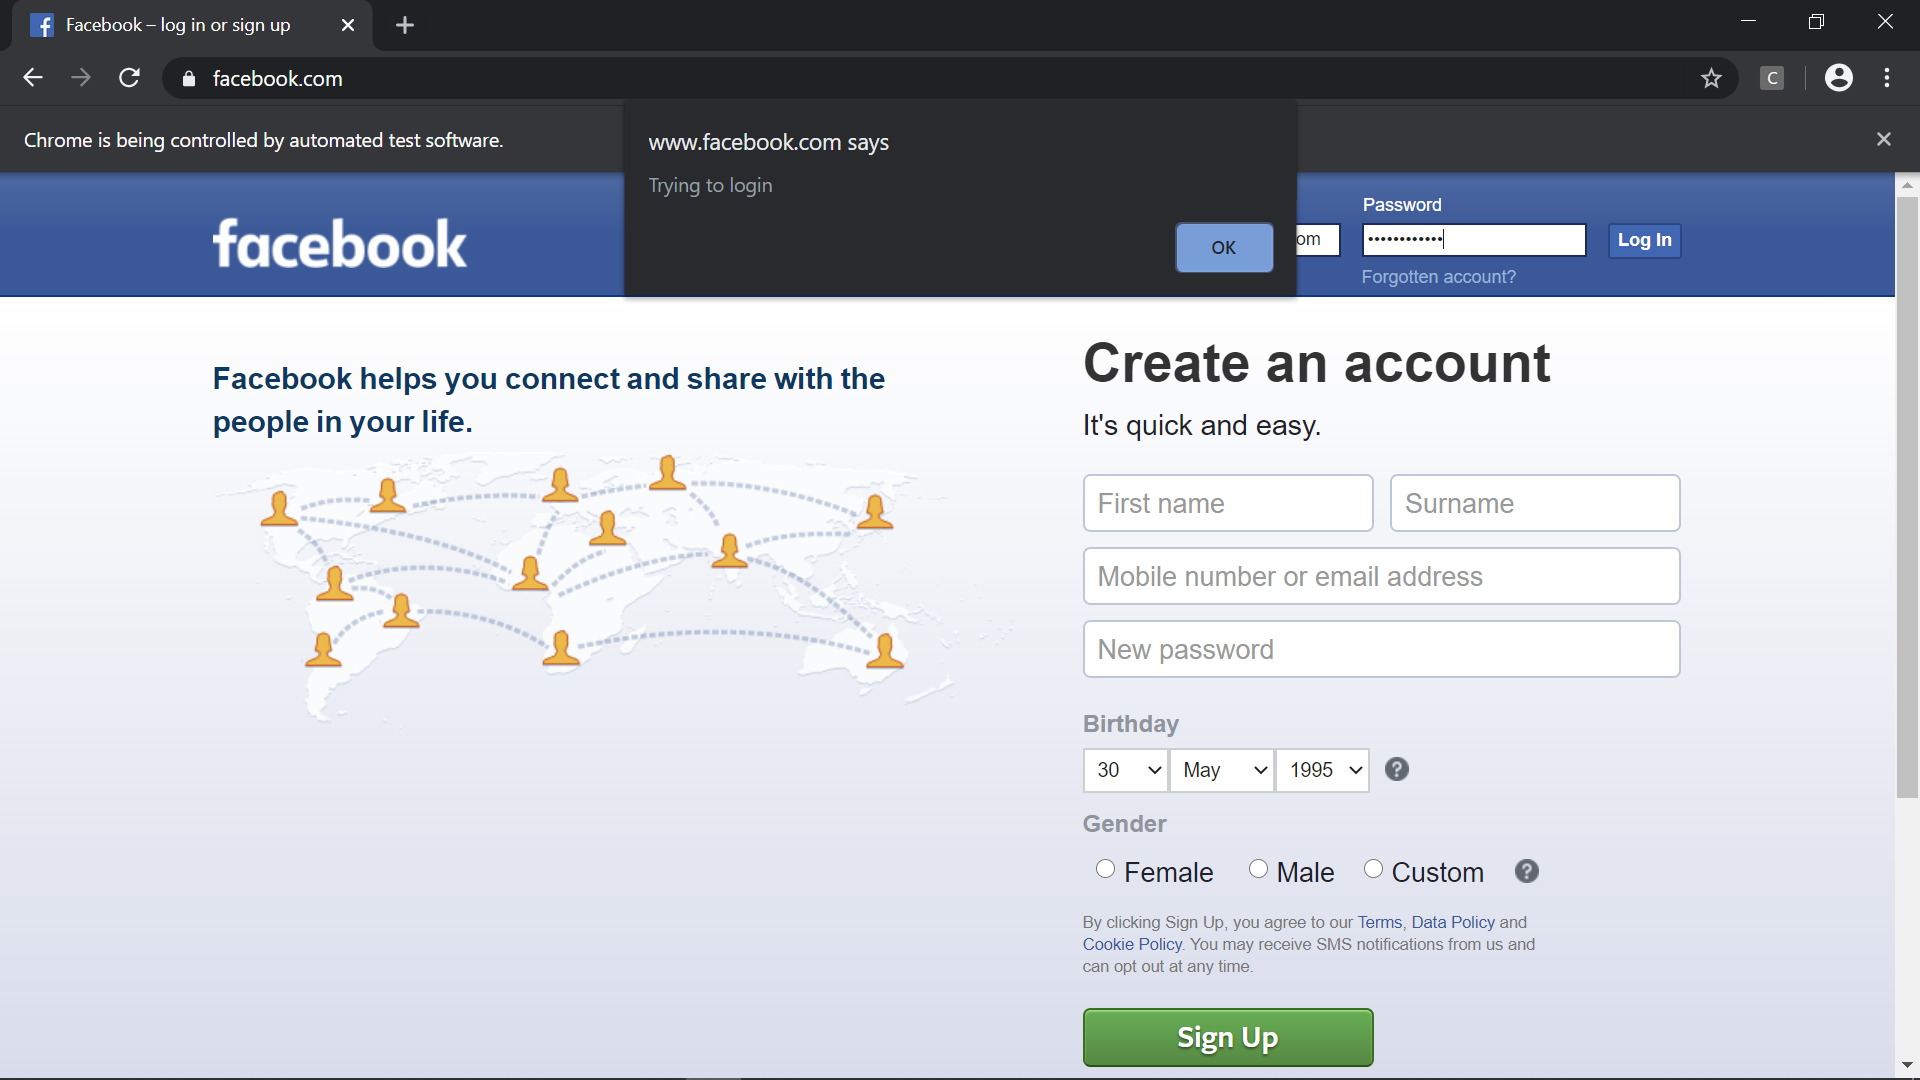 Facebook – log in or sign up
facebook.com
C
Chrome is being controlled by automated test software.
www.facebook.com says
Trying to login
OK
facebook
Password
om
••••••••••••
Log In
Forgotten account?
Facebook helps you connect and share with the
people in your life.
Create an account
It's quick and easy.
First name
Surname
Mobile number or email address
New password
Birthday
30
May
1995
?
Gender
Female
Male
Custom
?
By clicking Sign Up, you agree to our Terms, Data Policy and
Cookie Policy. You may receive SMS notifications from us and
can opt out at any time.
Sign Up